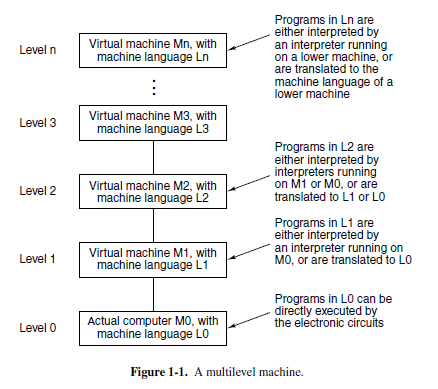 Programs in Ln are
either interpreted by
an interpreter running
on a lower machine, or
are translated to the
machine language of a
lower machine
Level n
Virtual machine Mn, with
machine language Ln
Level 3
Virtual machine M3, with
machine language L3
Programs in L2 are
either interpreted by
interpreters running
on M1 or M0, or are
translated to L1 or L0
Level 2
Virtual machine M2, with
machine language L2
Programs in L1 are
either interpreted by
an interpreter running on
M0, or are translated to L0
Level 1
Virtual machine M1, with
machine language L1
Programs in L0 can be
directly executed by
the electronic circuits
Level 0
Actual computer M0, with
machine language L0
Figure 1-1. A multilevel machine.